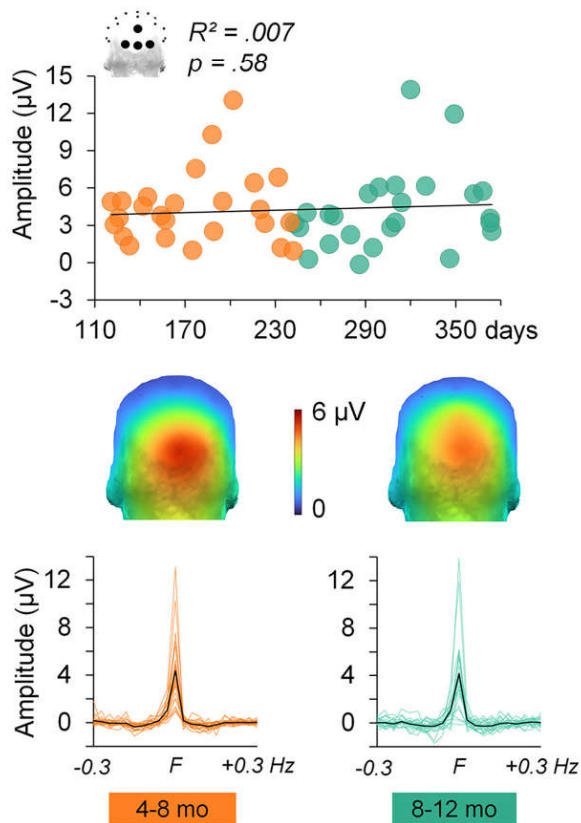 R² = .007
p = .58
Amplitude (µV)
15
12
9
6
3
0
-3
110 170 230 290 350 days
6 µV
0
Amplitude (µV)
12
8
4
0
12
8
4
0
-0.3 F +0.3 Hz
-0.3 F +0.3 Hz
4-8 mo
8-12 mo